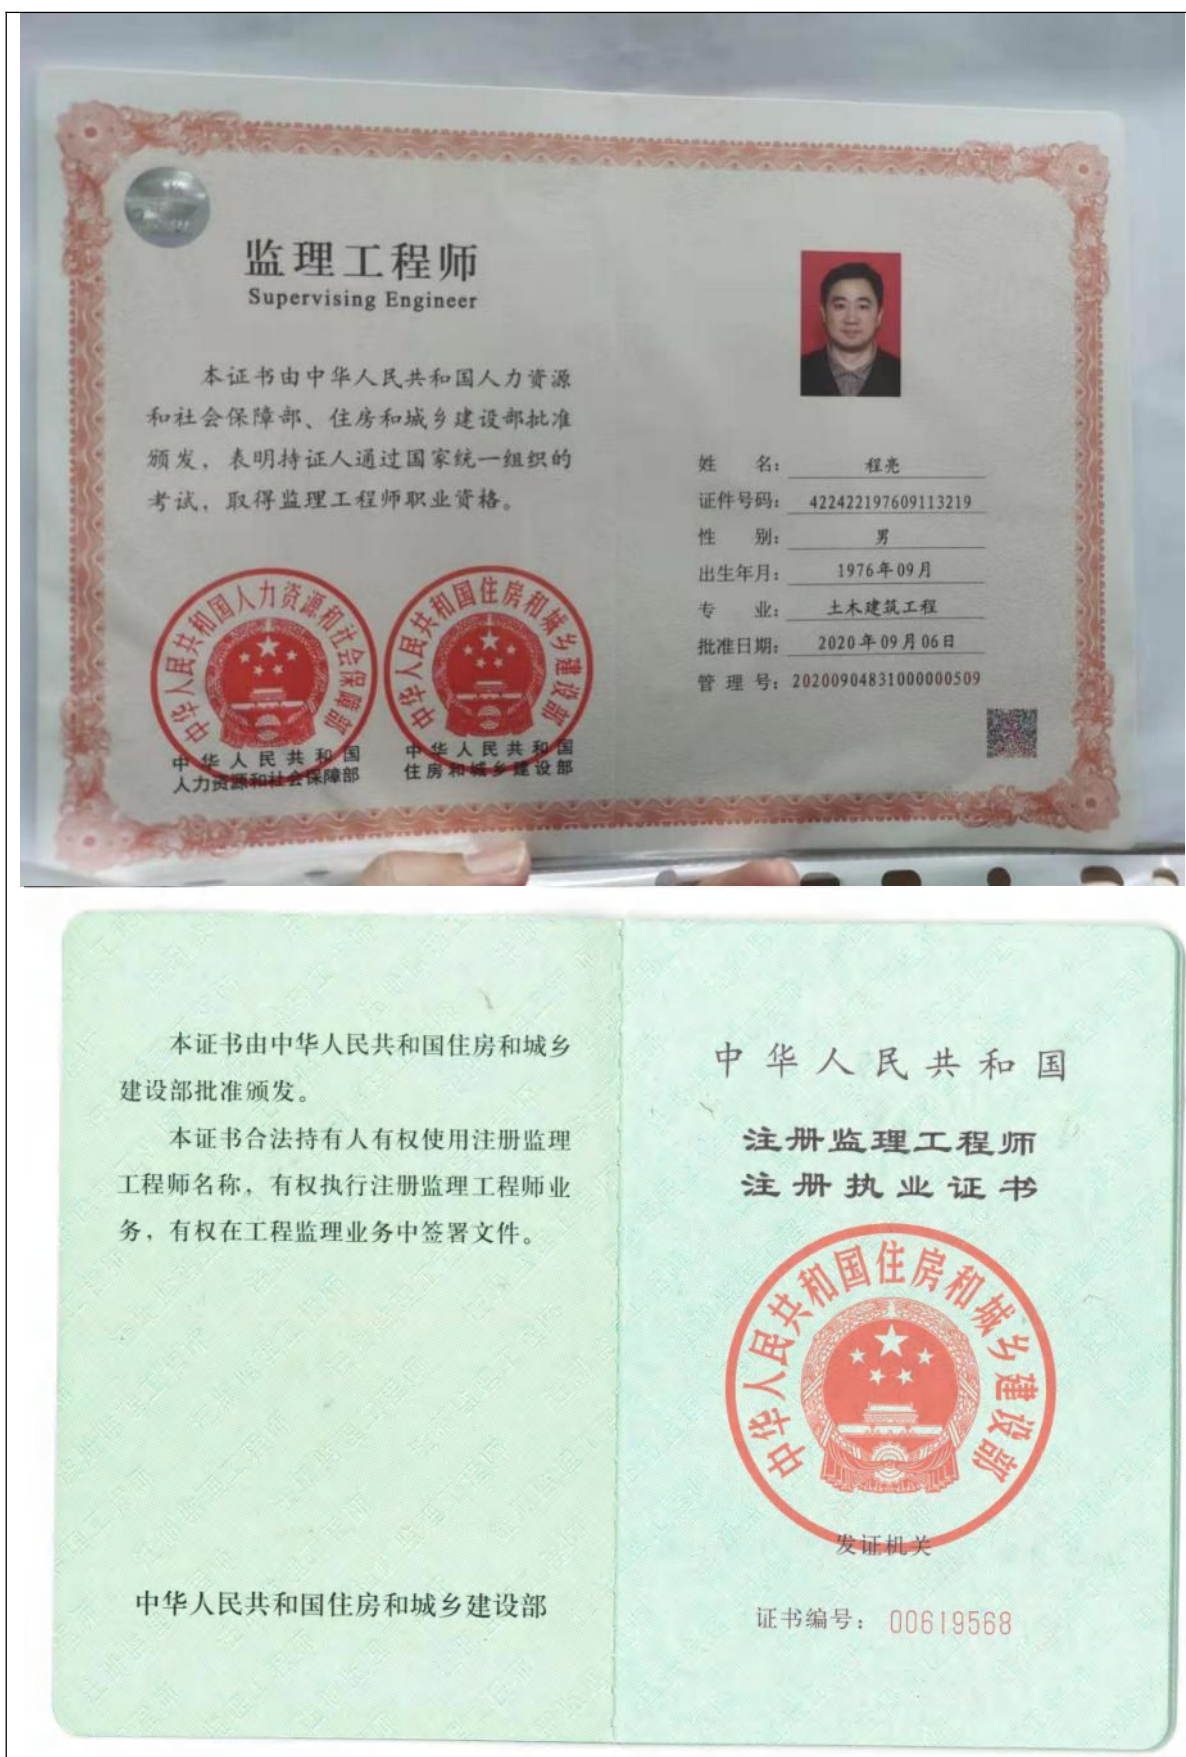 监理工程师
Supervising Engineer
本证书由中华人民共和国人力资源
和社会保障部、住房和城乡建设部批准
颁发，表明持证人通过国家统一组织的
考试，取得监理工程师职业资格。
中华人民共和国人力资源和社会保障部
中华人民共和国
人力资源和社会保障部
中华人民共和国住房和城乡建设部
中华人民共和国
住房和城乡建设部
姓 名：程亮
证件号码：422422197609113219
性 别：男
出生年月：1976年09月
专 业：土木建筑工程
批准日期：2020年09月06日
管 理 号：20200904831000000509
本证书由中华人民共和国住房和城乡
建设部批准颁发。
本证书合法持有人有权使用注册监理
工程师名称，有权执行注册监理工程师业
务，有权在工程监理业务中签署文件。
中华人民共和国住房和城乡建设部
中华人民共和国
注册监理工程师
注册执业证书
中华人民共和国住房和城乡建设部
发证机关
证书编号：00619568